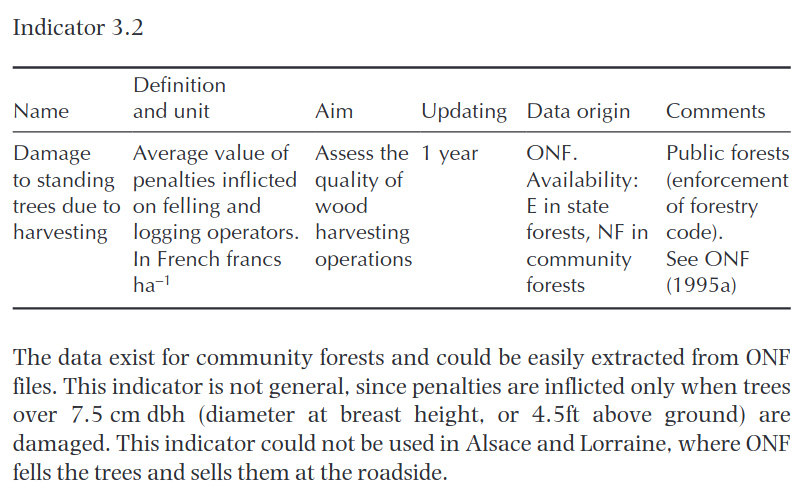 Indicator 3.2
Definition
Name and unit Aim Updating Data origin Comments
Damage Average value of Assess the 1 year ONF. Public forests
to standing penalties inflicted quality of Availability: (enforcement
trees due to on felling and wood E in state of forestry
harvesting logging operators. harvesting forests, NF in code).
In French francs operations community See ONF
ha⁻¹ forests (1995a)
The data exist for community forests and could be easily extracted from ONF
files. This indicator is not general, since penalties are inflicted only when trees
over 7.5 cm dbh (diameter at breast height, or 4.5ft above ground) are
damaged. This indicator could not be used in Alsace and Lorraine, where ONF
fells the trees and sells them at the roadside.